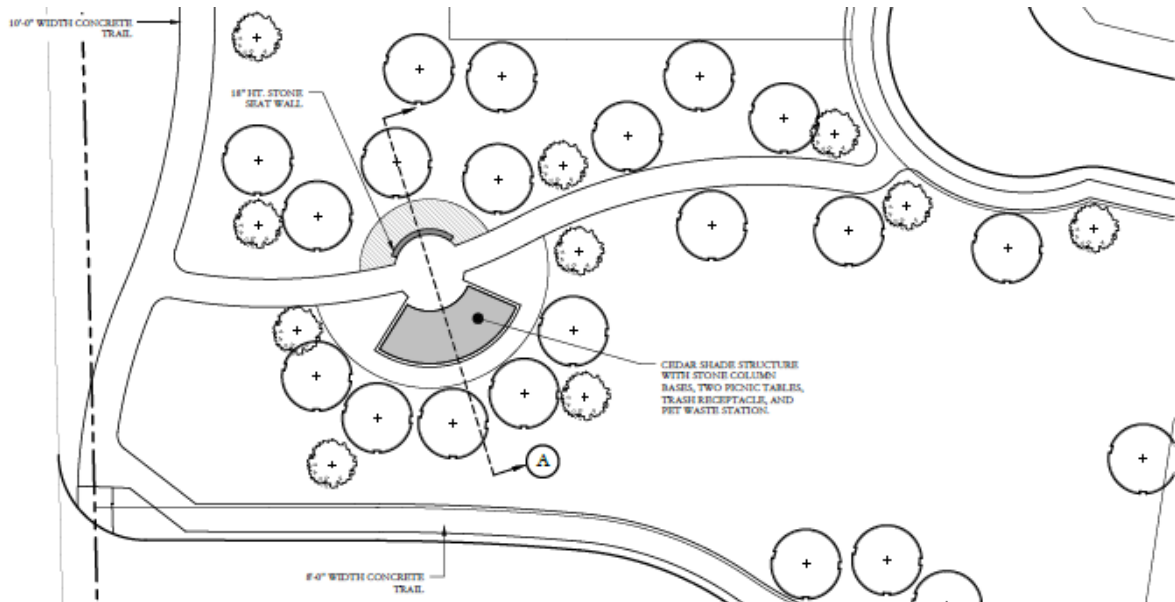 10'-0" WIDTH CONCRETE
TRAIL
18" HT. STONE
SEAT WALL
CEDAR SHADE STRUCTURE
WITH STONE COLUMN
BASES, TWO PICNIC TABLES,
TRASH RECEPTACLE, AND
PET WASTE STATION.
A
8'-0" WIDTH CONCRETE
TRAIL